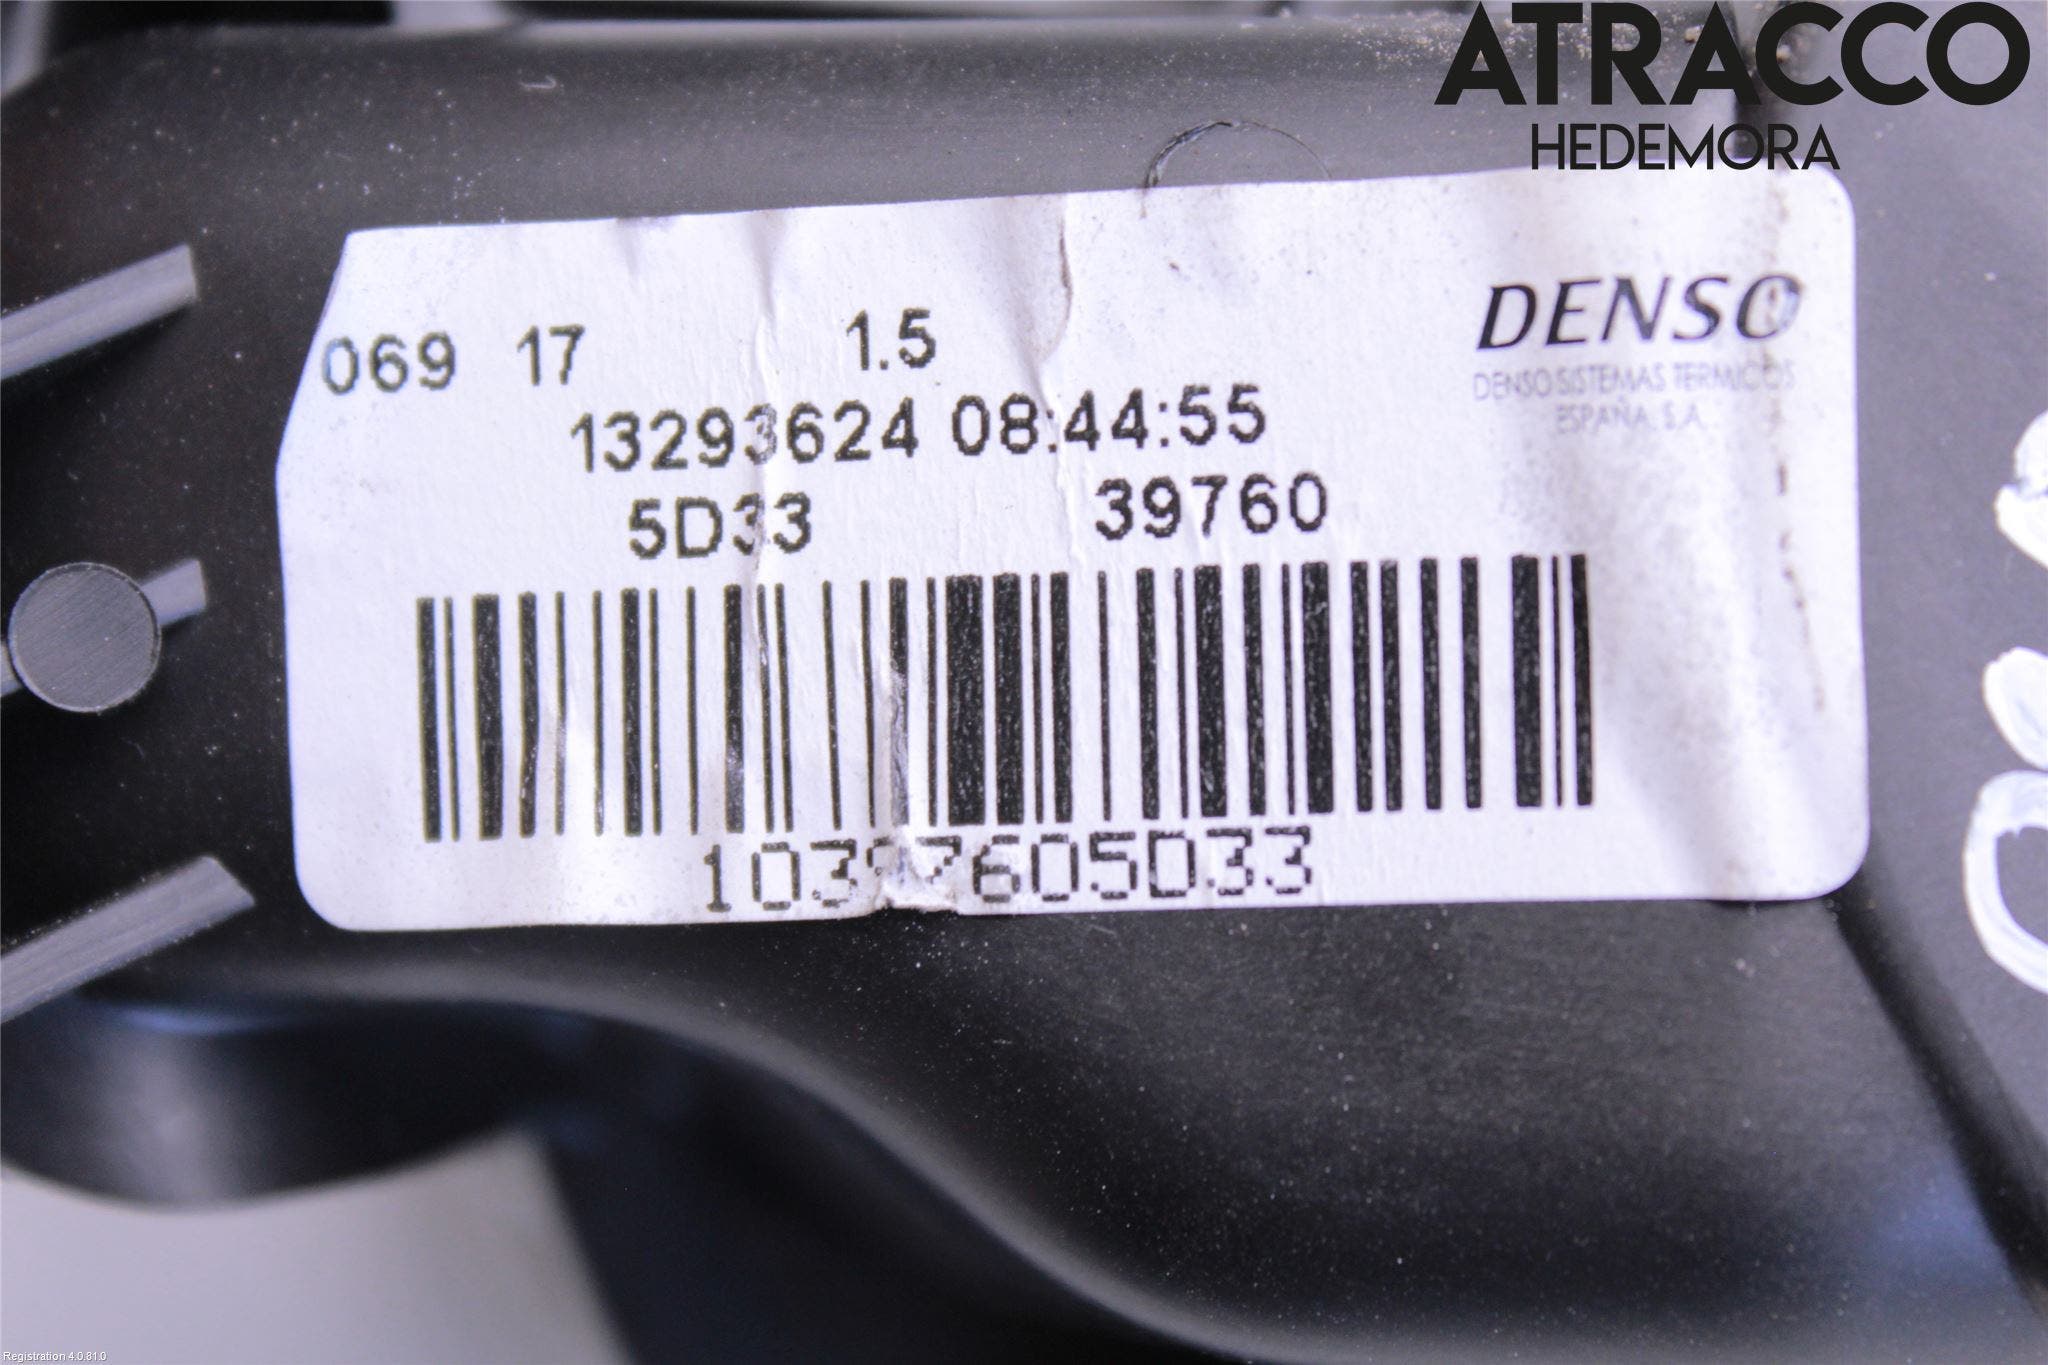 ATRACCO
HEDEMORA
DENSO
DENSO SISTEMAS TERMICOS
ESPAÑA, S.A.
069 17 1.5
13293624 08:44:55
5D33 39760
10397605D33
Registration 4.0.81.0